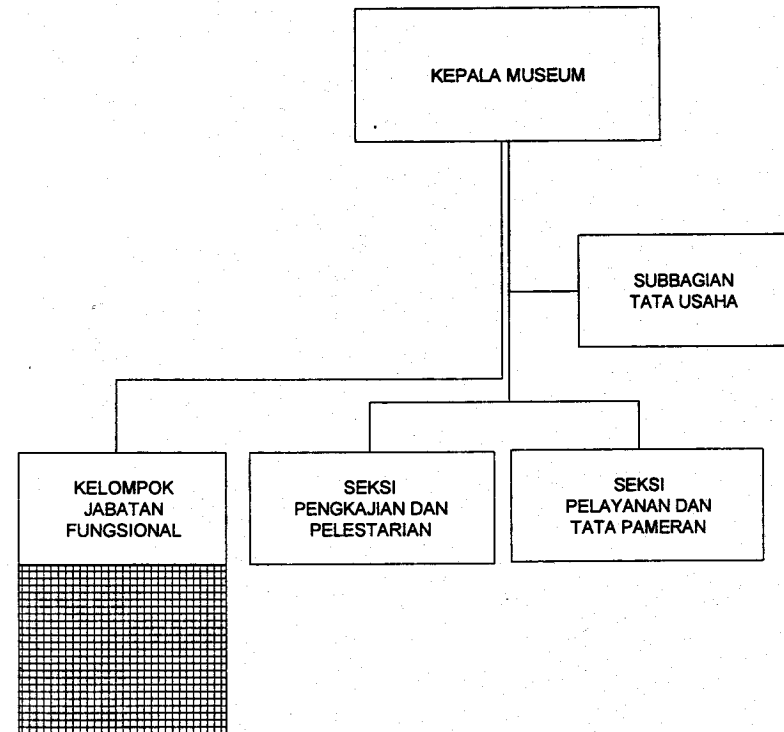 KEPALA MUSEUM
SUBBAGIAN
TATA USAHA
KELOMPOK
JABATAN
FUNGSIONAL
SEKSI
PENGKAJIAN DAN
PELESTARIAN
SEKSI
PELAYANAN DAN
TATA PAMERAN